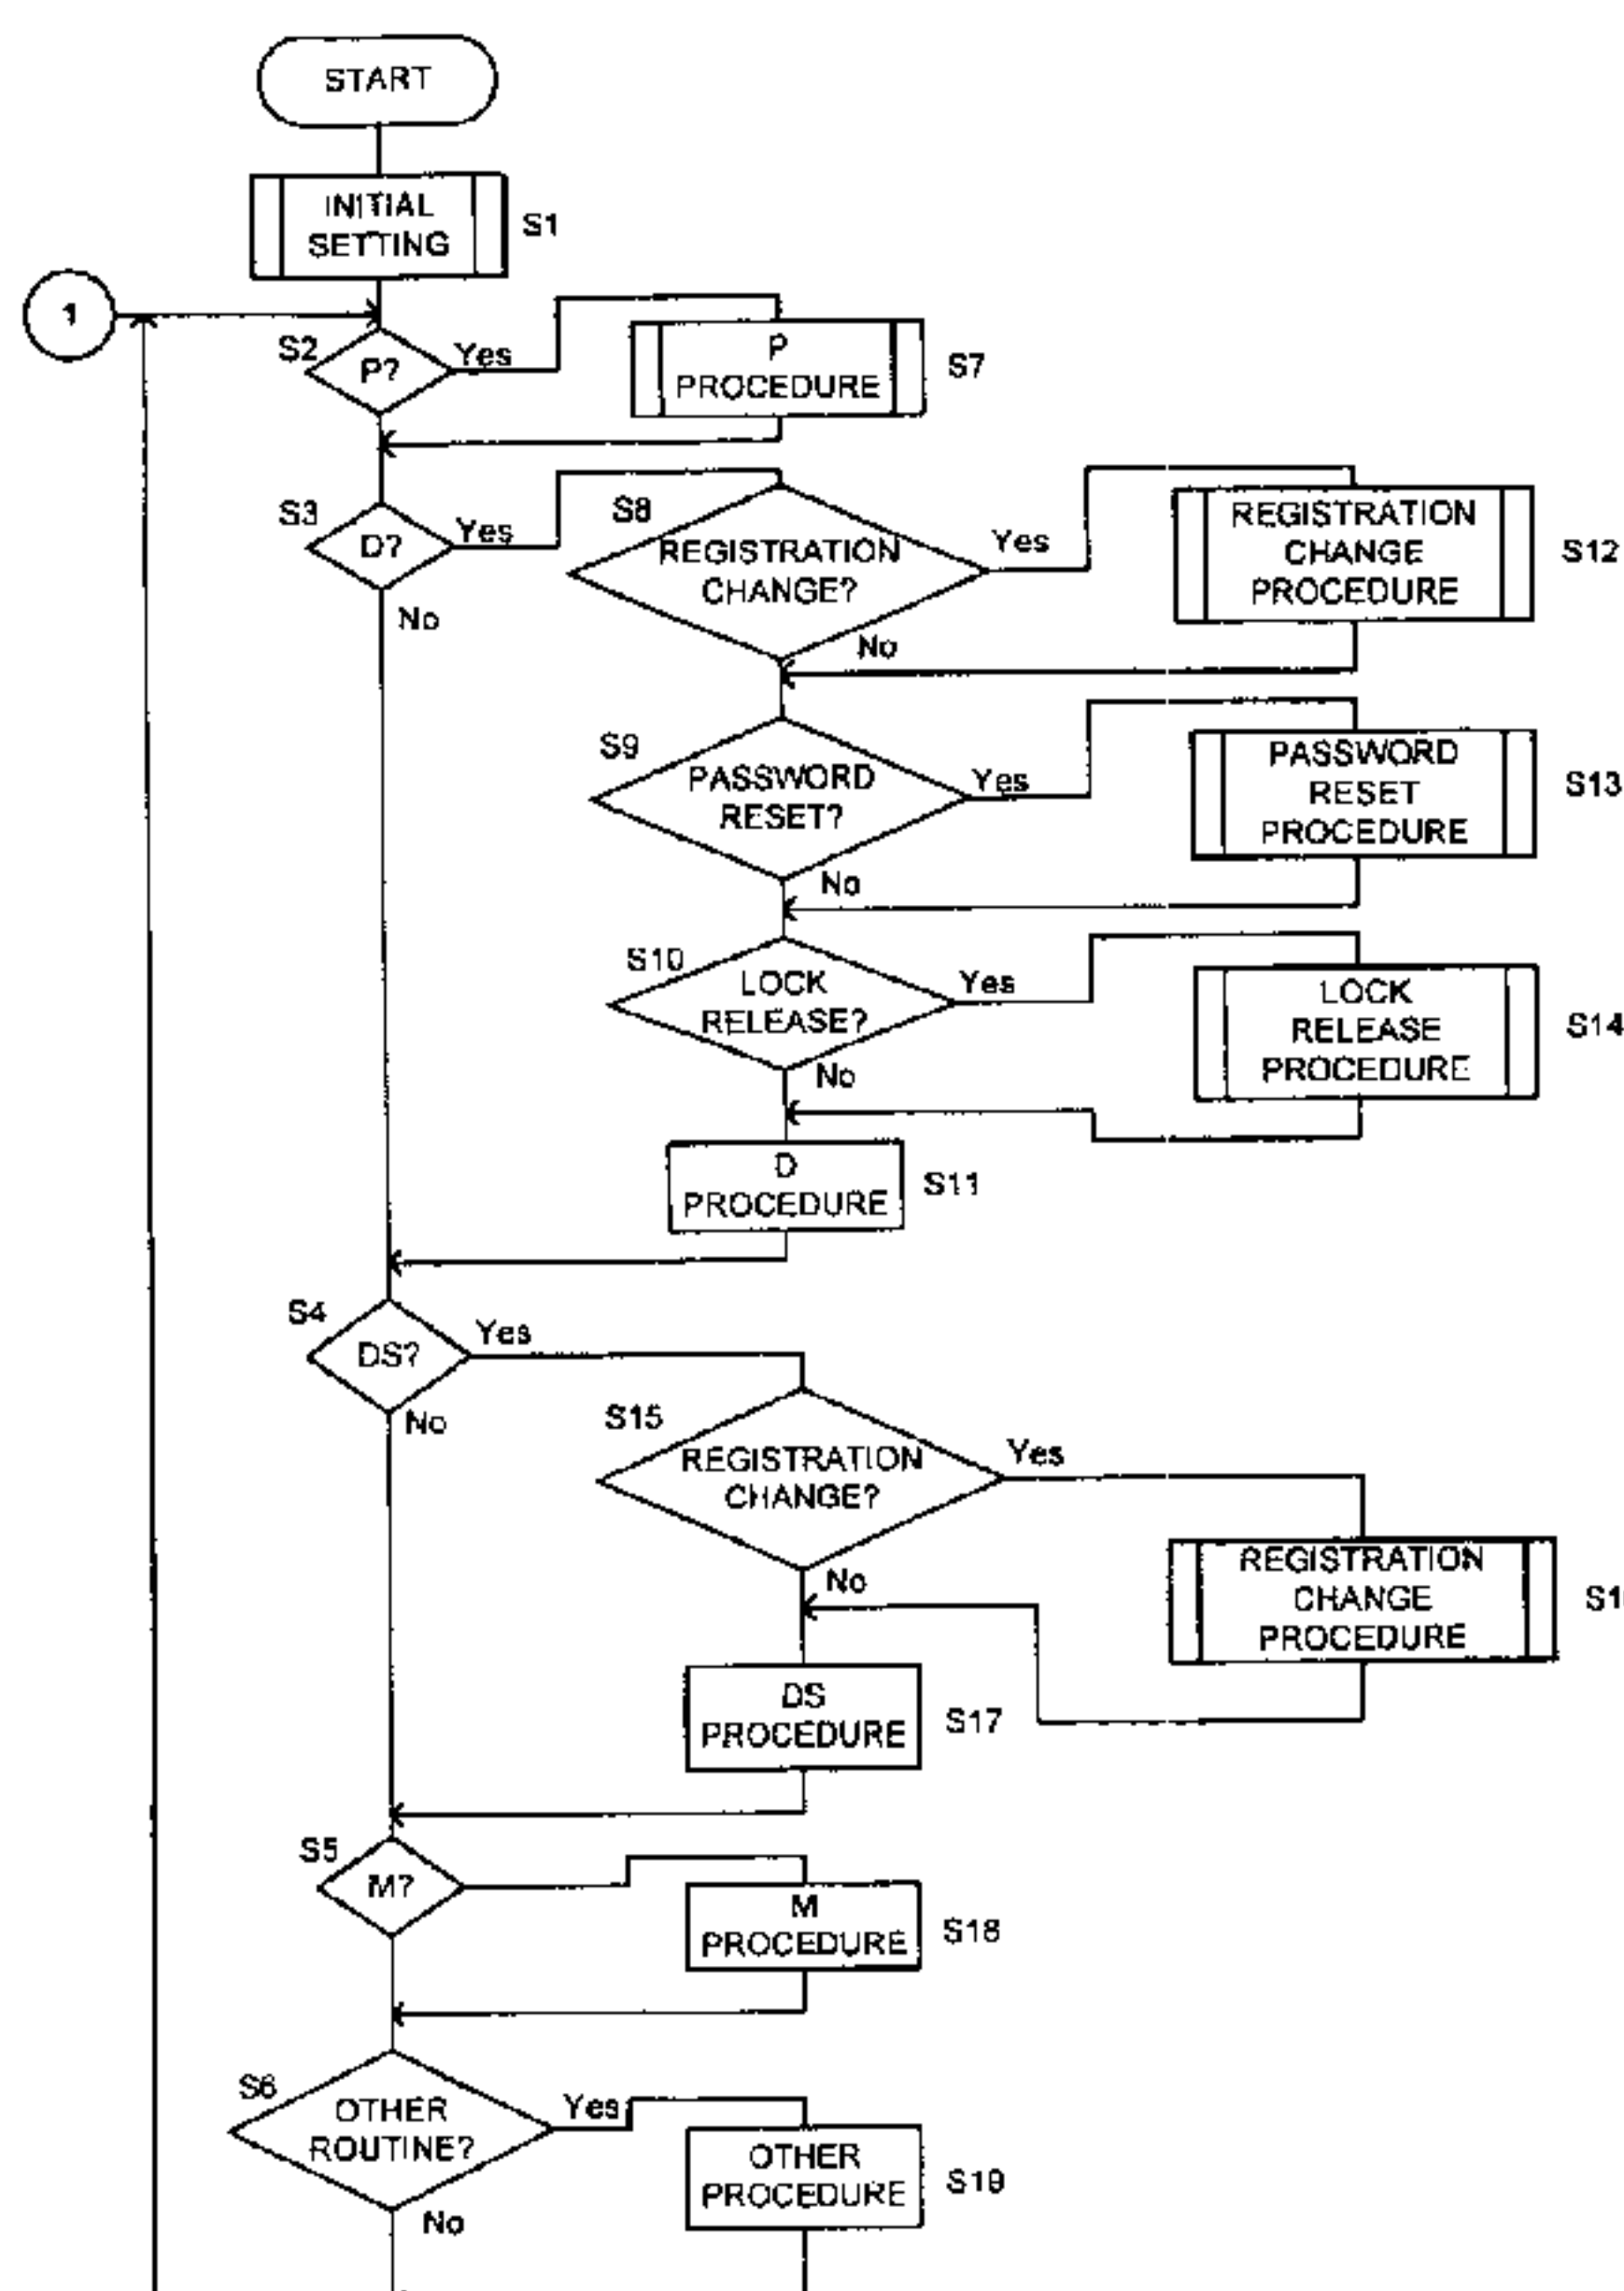 START
INITIAL
SETTING
S1
1
S2
P?
Yes
P
PROCEDURE
S7
S3
D?
Yes
No
S8
REGISTRATION
CHANGE?
Yes
No
REGISTRATION
CHANGE
PROCEDURE
S12
S9
PASSWORD
RESET?
Yes
No
PASSWORD
RESET
PROCEDURE
S13
S10
LOCK
RELEASE?
Yes
No
LOCK
RELEASE
PROCEDURE
S14
D
PROCEDURE
S11
S4
DS?
Yes
No
S15
REGISTRATION
CHANGE?
Yes
No
REGISTRATION
CHANGE
PROCEDURE
DS
PROCEDURE
S17
S5
M?
M
PROCEDURE
S18
S6
OTHER
ROUTINE?
Yes
No
OTHER
PROCEDURE
S19